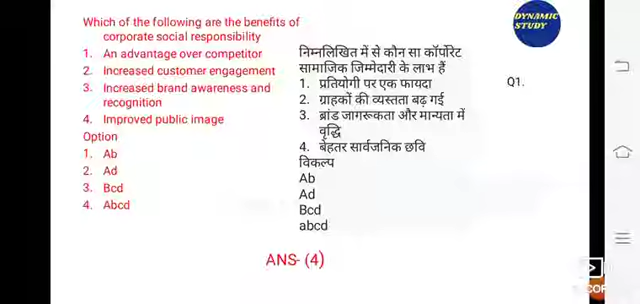 Which of the following are the benefits of
corporate social responsibility
1. An advantage over competitor
2. Increased customer engagement
3. Increased brand awareness and
recognition
4. Improved public image
Option
1. Ab
2. Ad
3. Bcd
4. Abcd
निम्नलिखित में से कौन सा कॉर्पोरेट
सामाजिक जिम्मेदारी के लाभ हैं
1. प्रतियोगी पर एक फायदा
2. ग्राहकों की व्यस्तता बढ़ गई
3. ब्रांड जागरूकता और मान्यता में
वृद्धि
4. बेहतर सार्वजनिक छवि
विकल्प
Ab
Ad
Bcd
abcd
ANS- (4)
DYNAMIC
STUDY
Q1.